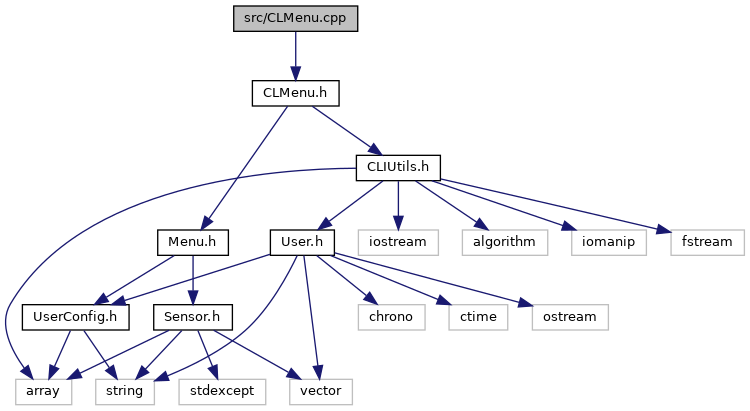 src/CLMenu.cpp
CLMenu.h
CLIUtils.h
Menu.h
User.h
iostream
algorithm
iomanip
fstream
UserConfig.h
Sensor.h
chrono
ctime
ostream
array
string
stdexcept
vector